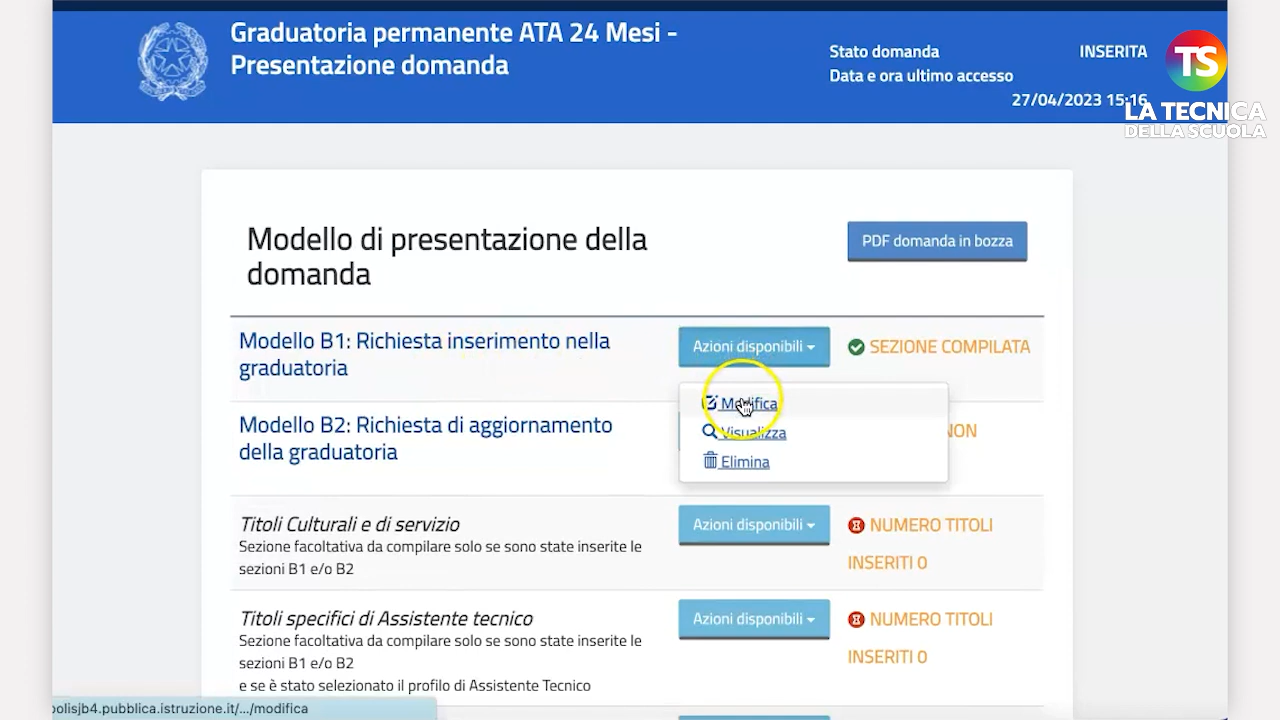 Graduatoria permanente ATA 24 Mesi -
Presentazione domanda
Stato domanda INSERITA
Data e ora ultimo accesso
27/04/2023 15:16
TS
LA TECNICA
DELLA SCUOLA
Modello di presentazione della
domanda
PDF domanda in bozza
Modello B1: Richiesta inserimento nella
graduatoria
Azioni disponibili
SEZIONE COMPILATA
Modifica
Visualizza
Elimina
Modello B2: Richiesta di aggiornamento
della graduatoria
NON
Titoli Culturali e di servizio
Sezione facoltativa da compilare solo se sono state inserite le
sezioni B1 e/o B2
Azioni disponibili
NUMERO TITOLI
INSERITI 0
Titoli specifici di Assistente tecnico
Sezione facoltativa da compilare solo se sono state inserite le
sezioni B1 e/o B2
e se è stato selezionato il profilo di Assistente Tecnico
Azioni disponibili
NUMERO TITOLI
INSERITI 0
polisjb4.pubblica.istruzione.it/.../modifica